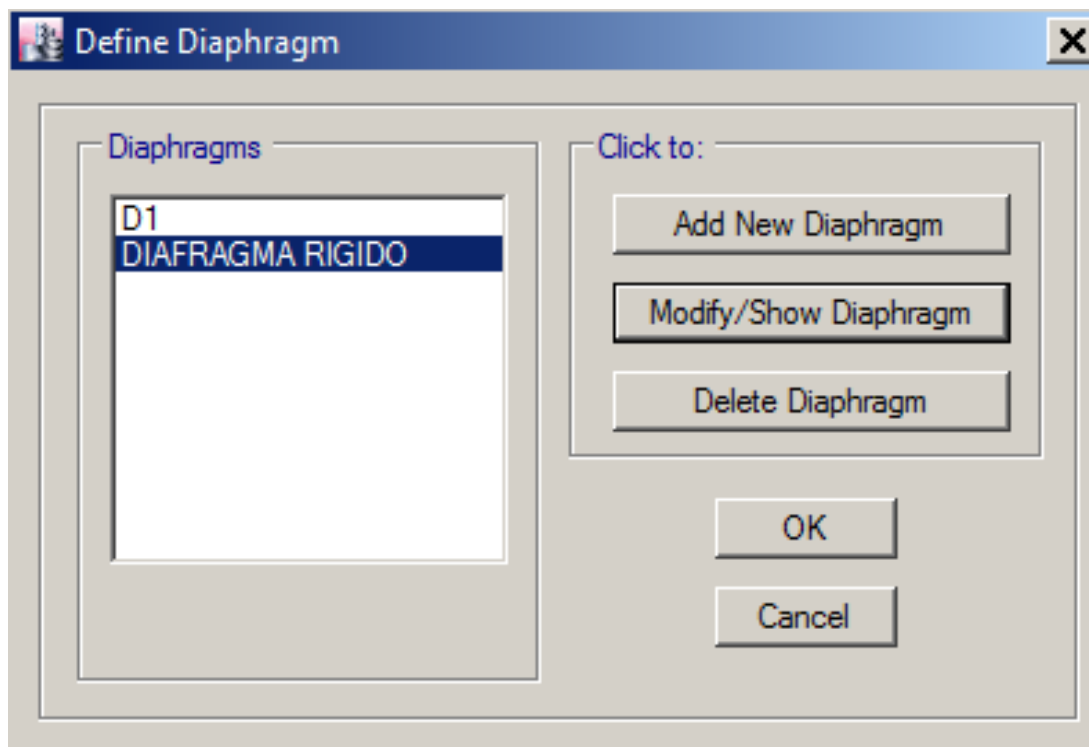 Define Diaphragm
Diaphragms
D1
DIAFRAGMA RIGIDO
Click to:
Add New Diaphragm
Modify/Show Diaphragm
Delete Diaphragm
OK
Cancel